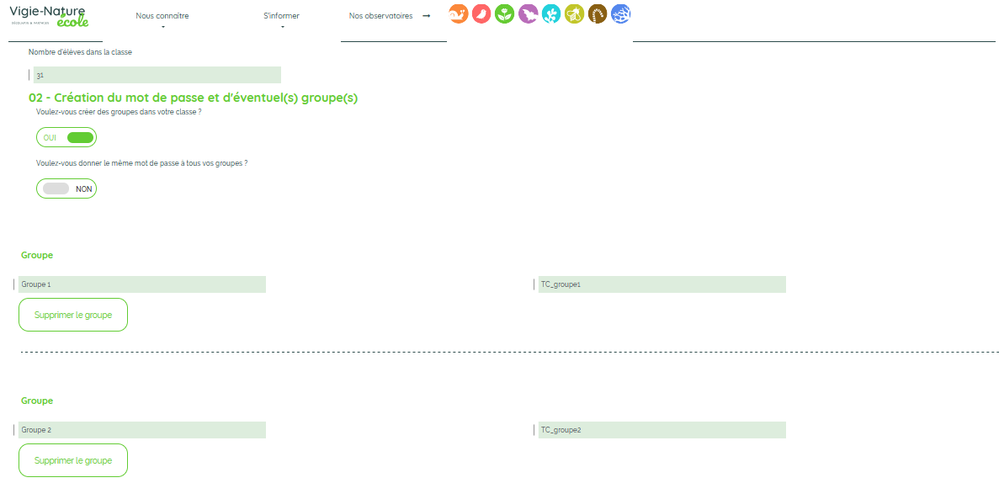 Vigie-Nature
école
DÉCOUVRIR & PARTAGER
Nous connaître
S'informer
Nos observatoires
Nombre d'élèves dans la classe
31
02 - Création du mot de passe et d'éventuel(s) groupe(s)
Voulez-vous créer des groupes dans votre classe ?
OUI
Voulez-vous donner le même mot de passe à tous vos groupes ?
NON
Groupe
Groupe 1
TC_groupe1
Supprimer le groupe
Groupe
Groupe 2
TC_groupe2
Supprimer le groupe